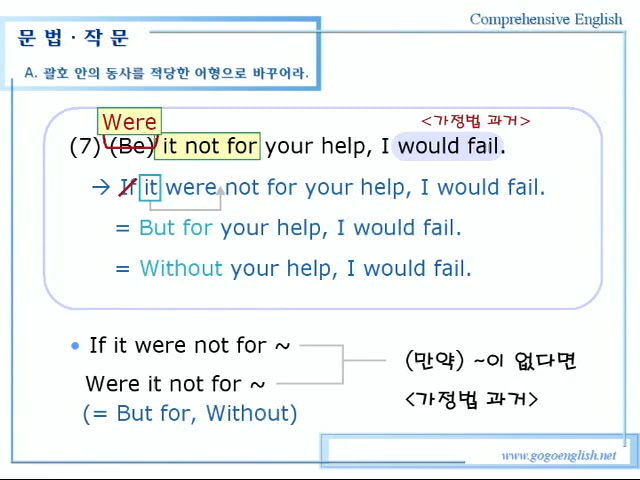 Comprehensive English
문 법 · 작 문
A. 괄호 안의 동사를 적당한 어형으로 바꾸어라.
Were
<가정법 과거>
(7) (Be) it not for your help, I would fail.
→ If it were not for your help, I would fail.
= But for your help, I would fail.
= Without your help, I would fail.
• If it were not for ~
Were it not for ~
(= But for, Without)
(만약) ~이 없다면
<가정법 과거>
www.gogoenglish.net